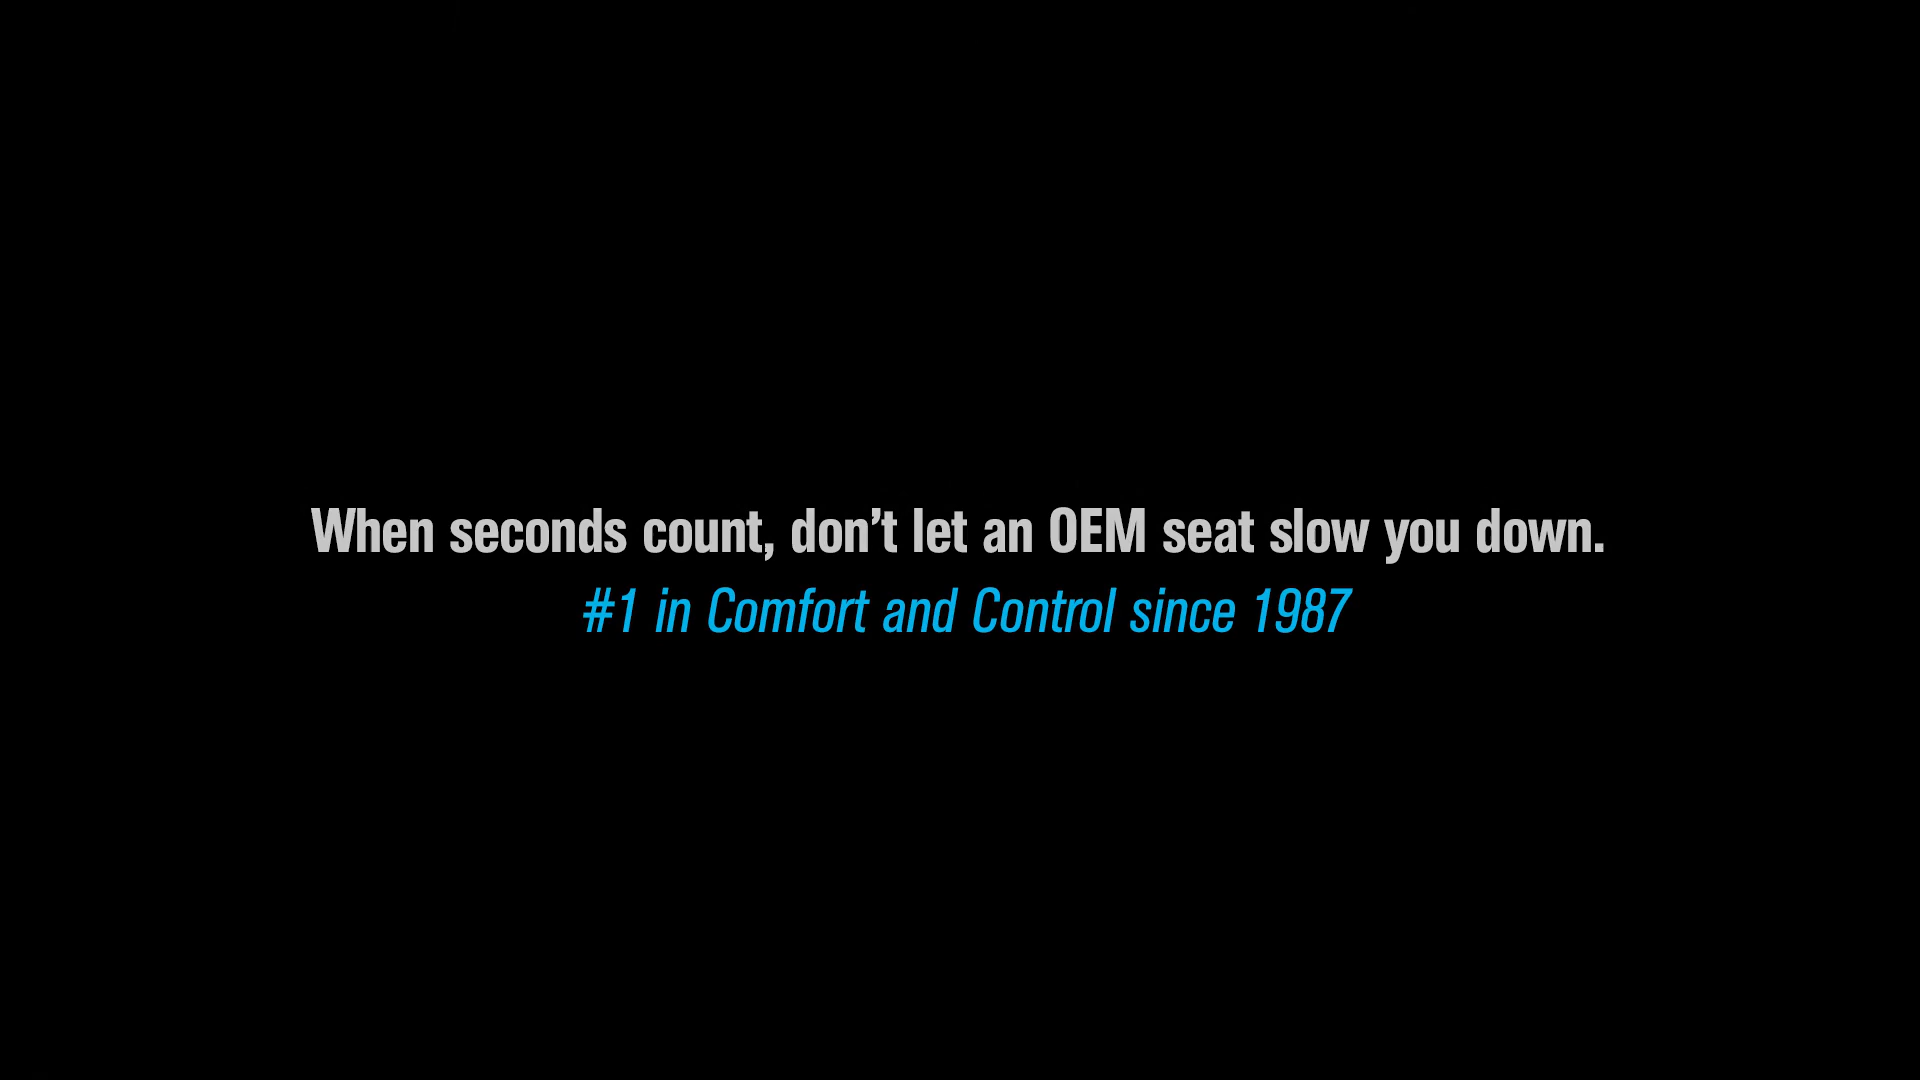 When seconds count, don’t let an OEM seat slow you down.
#1 in Comfort and Control since 1987